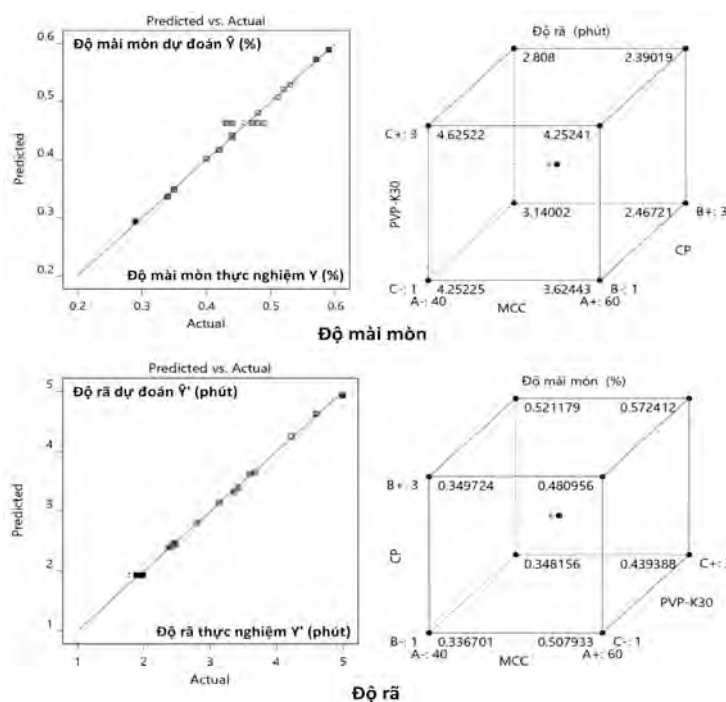 Predicted vs. Actual
Độ mài mòn dự đoán Ŷ (%)
0.6
0.5
0.4
0.3
0.2
Predicted
Độ mài mòn thực nghiệm Y (%)
0.2 0.3 0.4 0.5 0.6
Actual
Độ rã (phút)
2.808 2.39019
C+: 3 4.62522 4.25241
PVP-K30
3.14002 2.46721 B+: 3
CP
C-: 1 4.25225 3.62443 B-: 1
A-: 40 MCC A+: 60
Độ mài mòn
Predicted vs. Actual
Độ rã dự đoán Ŷ' (phút)
5
4
3
2
1
Predicted
Độ rã thực nghiệm Y' (phút)
1 2 3 4 5
Actual
Độ mài mòn (%)
0.521179 0.572412
B+: 3 0.349724 0.480956
CP
0.348156 0.439388 C+:
PVP-K30
B-: 1 0.336701 0.507933 C-: 1
A-: 40 MCC A+: 60
Độ rã